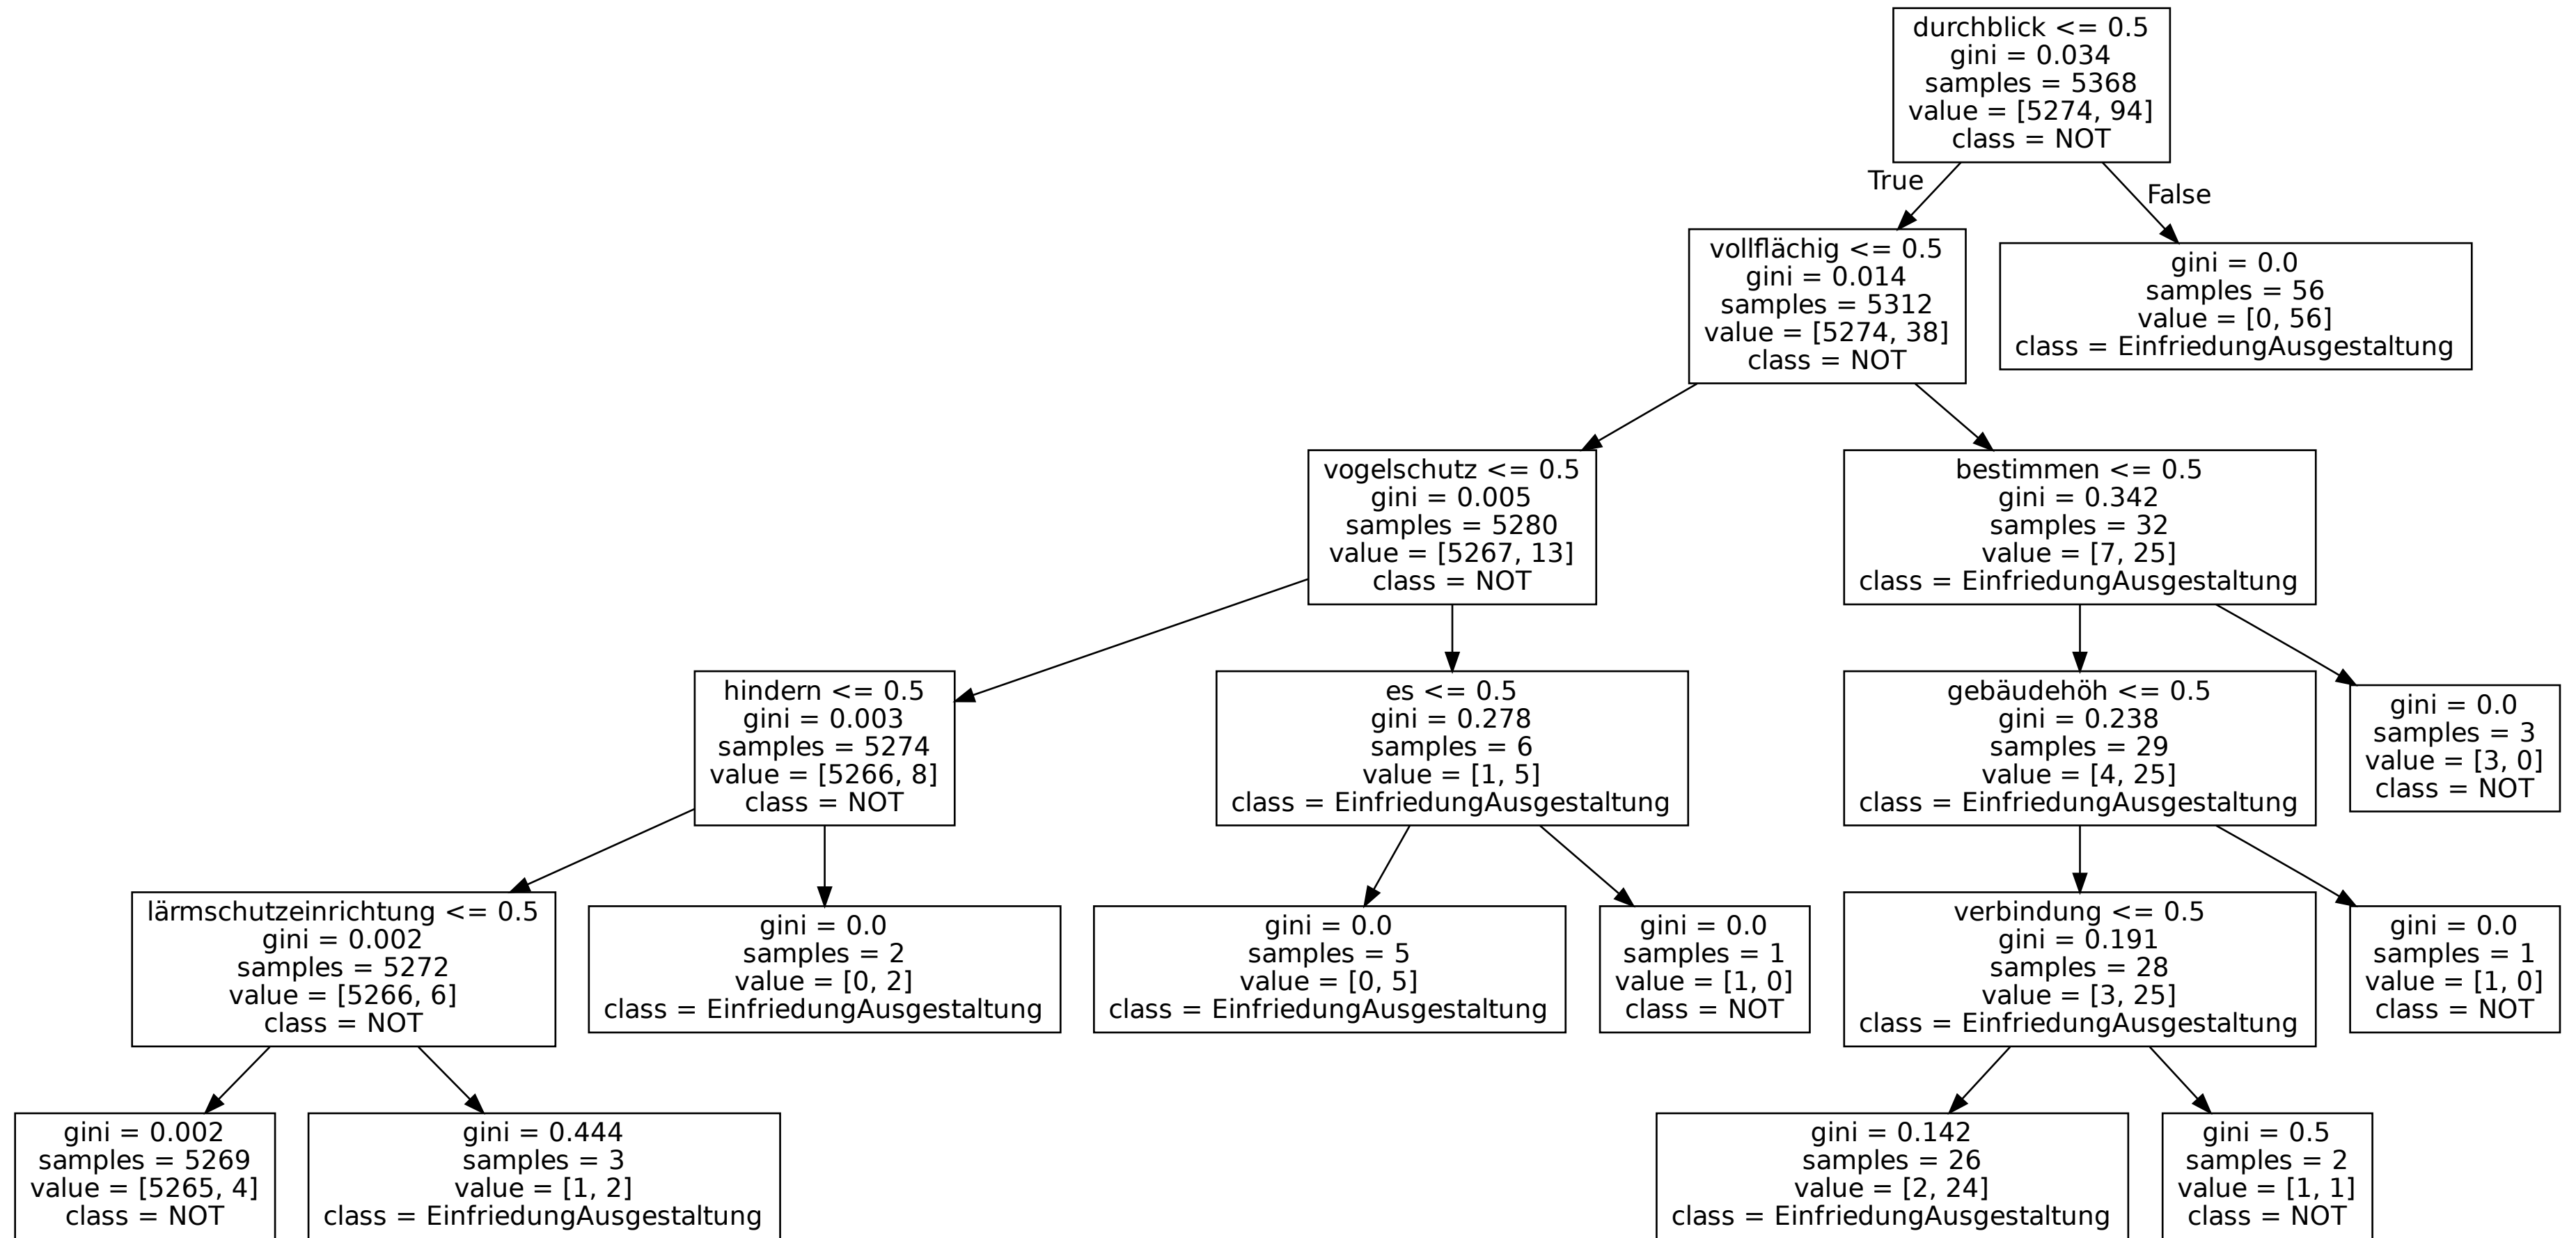 durchblick <= 0.5
gini = 0.034
samples = 5368
value = [5274, 94]
class = NOT
True
False
vollflächig <= 0.5
gini = 0.014
samples = 5312
value = [5274, 38]
class = NOT
gini = 0.0
samples = 56
value = [0, 56]
class = EinfriedungAusgestaltung
vogelschutz <= 0.5
gini = 0.005
samples = 5280
value = [5267, 13]
class = NOT
bestimmen <= 0.5
gini = 0.342
samples = 32
value = [7, 25]
class = EinfriedungAusgestaltung
hindern <= 0.5
gini = 0.003
samples = 5274
value = [5266, 8]
class = NOT
es <= 0.5
gini = 0.278
samples = 6
value = [1, 5]
class = EinfriedungAusgestaltung
gebäudehöh <= 0.5
gini = 0.238
samples = 29
value = [4, 25]
class = EinfriedungAusgestaltung
gini = 0.0
samples = 3
value = [3, 0]
class = NOT
lärmschutzeinrichtung <= 0.5
gini = 0.002
samples = 5272
value = [5266, 6]
class = NOT
gini = 0.0
samples = 2
value = [0, 2]
class = EinfriedungAusgestaltung
gini = 0.0
samples = 5
value = [0, 5]
class = EinfriedungAusgestaltung
gini = 0.0
samples = 1
value = [1, 0]
class = NOT
verbindung <= 0.5
gini = 0.191
samples = 28
value = [3, 25]
class = EinfriedungAusgestaltung
gini = 0.0
samples = 1
value = [1, 0]
class = NOT
gini = 0.002
samples = 5269
value = [5265, 4]
class = NOT
gini = 0.444
samples = 3
value = [1, 2]
class = EinfriedungAusgestaltung
gini = 0.142
samples = 26
value = [2, 24]
class = EinfriedungAusgestaltung
gini = 0.5
samples = 2
value = [1, 1]
class = NOT